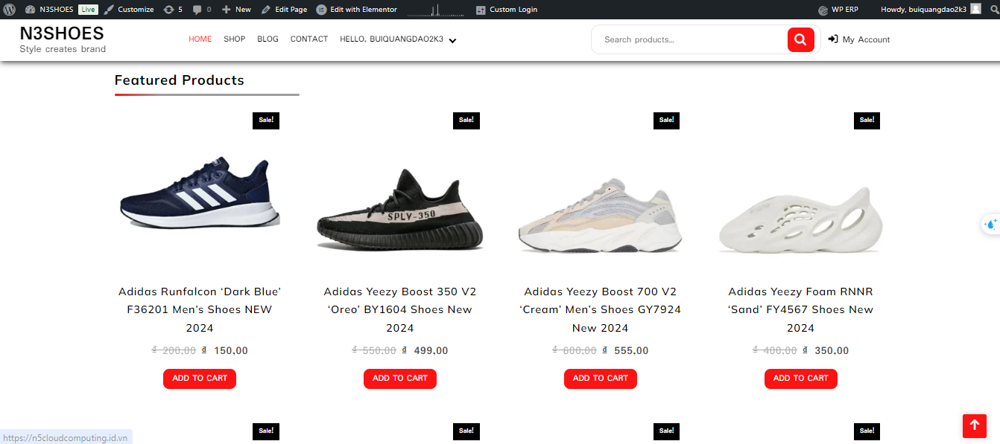 N3SHOES Live Customize 5 0 New Edit Page Edit with Elementor Custom Login WP ERP Howdy, buiquangdao2k3
N3SHOES
Style creates brand
HOME SHOP BLOG CONTACT HELLO, BUIQUANGDAO2K3
Search products...
My Account
Featured Products
Sale! Sale! Sale! Sale!
SPLY-350
Adidas Runfalcon ‘Dark Blue’
F36201 Men’s Shoes NEW
2024
₫ 200,00 ₫ 150,00
ADD TO CART
Adidas Yeezy Boost 350 V2
‘Oreo’ BY1604 Shoes New
2024
₫ 550,00 ₫ 499,00
ADD TO CART
Adidas Yeezy Boost 700 V2
‘Cream’ Men’s Shoes GY7924
New 2024
₫ 600,00 ₫ 555,00
ADD TO CART
Adidas Yeezy Foam RNNR
‘Sand’ FY4567 Shoes New
2024
₫ 400,00 ₫ 350,00
ADD TO CART
Sale! Sale! Sale! Sale!
https://n5cloudcomputing.id.vn